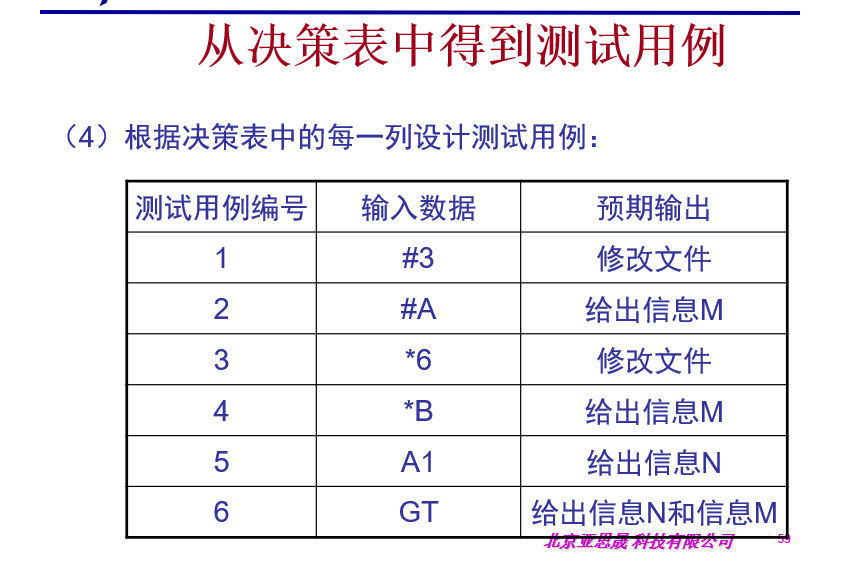 从决策表中得到测试用例
（4）根据决策表中的每一列设计测试用例：
测试用例编号 输入数据 预期输出
1 #3 修改文件
2 #A 给出信息M
3 *6 修改文件
4 *B 给出信息M
5 A1 给出信息N
6 GT 给出信息N和信息M
北京亚思晟科技有限公司 59